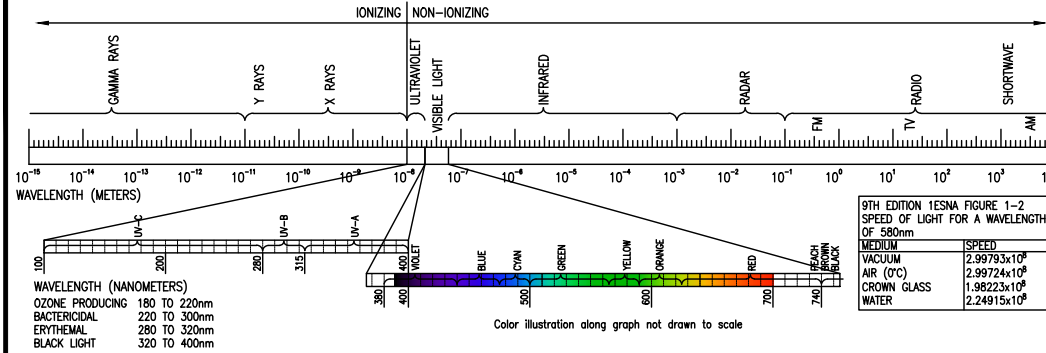 IONIZING NON-IONIZING
GAMMA RAYS
Y RAYS
X RAYS
ULTRAVIOLET
VISIBLE LIGHT
INFRARED
RADAR
FM
TV
RADIO
SHORTWAVE
AM
10⁻¹⁵ 10⁻¹⁴ 10⁻¹³ 10⁻¹² 10⁻¹¹ 10⁻¹⁰ 10⁻⁹ 10⁻⁸ 10⁻⁷ 10⁻⁶ 10⁻⁵ 10⁻⁴ 10⁻³ 10⁻² 10⁻¹ 10⁰ 10¹ 10² 10³
WAVELENGTH (METERS)
UV-C
UV-B
UV-A
100 200 280 315 400
WAVELENGTH (NANOMETERS)
OZONE PRODUCING 180 TO 220nm
BACTERICIDAL 220 TO 300nm
ERYTHEMAL 280 TO 320nm
BLACK LIGHT 320 TO 400nm
VIOLET
BLUE
CYAN
GREEN
YELLOW
ORANGE
RED
PEACH
BROWN
BLACK
380 400 500 600 700 740
Color illustration along graph not drawn to scale
9TH EDITION 1ESNA FIGURE 1-2
SPEED OF LIGHT FOR A WAVELENGTH
OF 580nm
MEDIUM SPEED
VACUUM 2.99793x10⁸
AIR (0°C) 2.99724x10⁸
CROWN GLASS 1.98223x10⁸
WATER 2.24915x10⁸